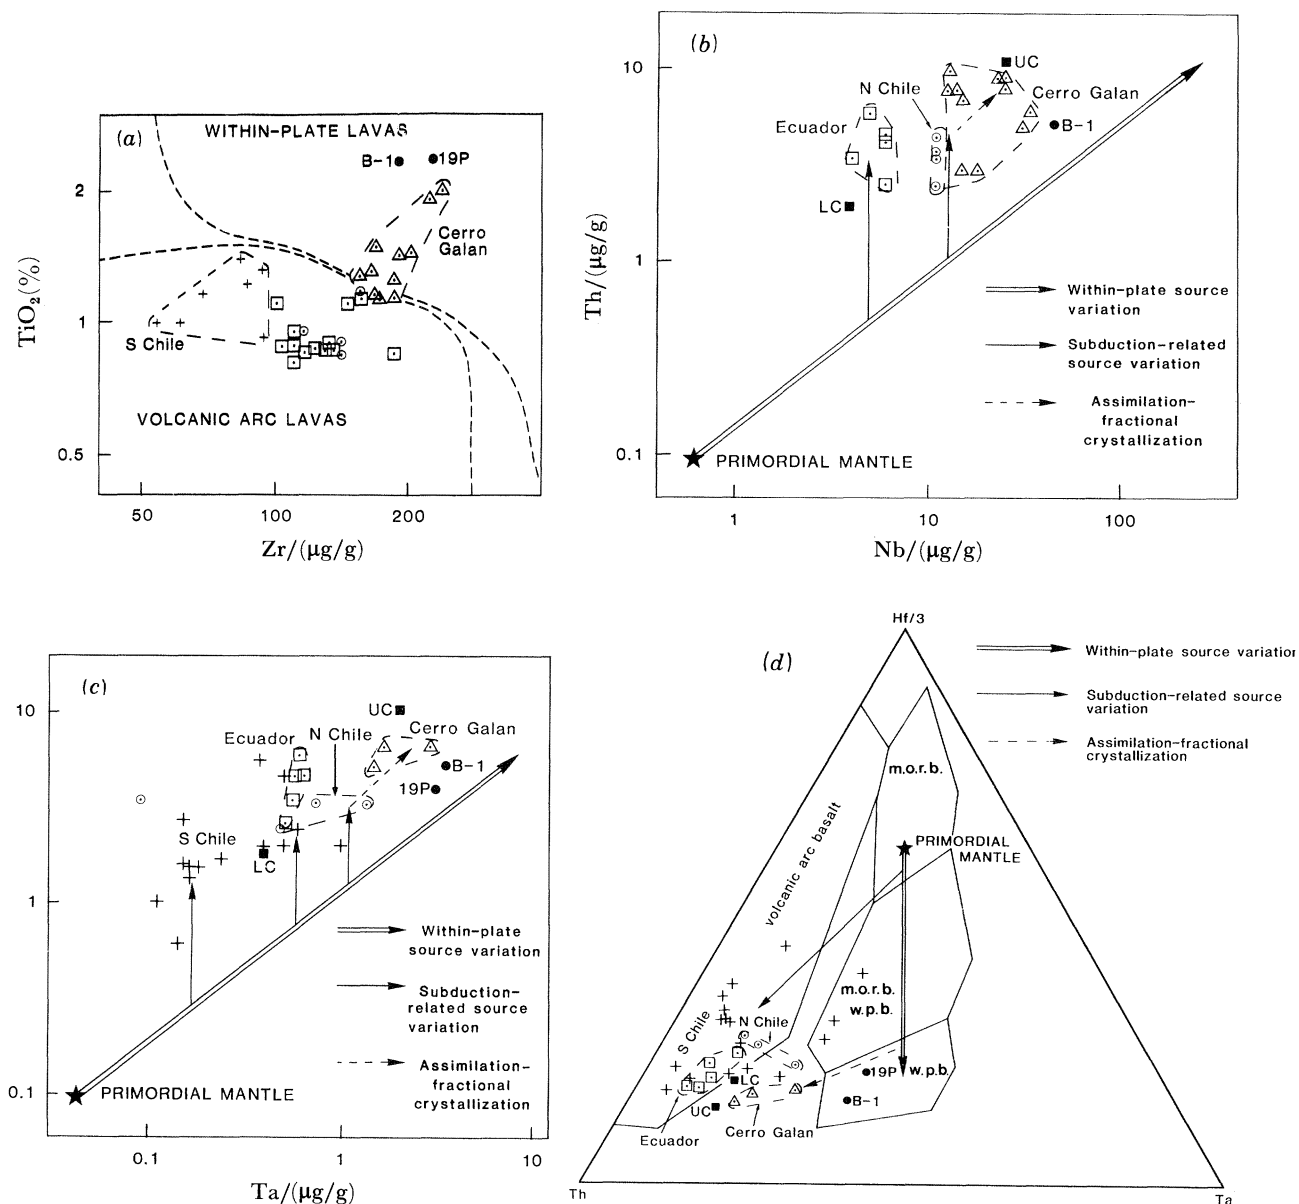 (a)
WITHIN-PLATE LAVAS
B-1
19P
2
Cerro
Galan
TiO2(%)
1
S Chile
VOLCANIC ARC LAVAS
0.5
50
100
200
Zr/(μg/g)
(b)
10
UC
N Chile
Cerro Galan
Ecuador
B-1
LC
Th/(μg/g)
1
Within-plate source
variation
Subduction-related
source variation
Assimilation-
fractional
crystallization
0.1
PRIMORDIAL MANTLE
1
10
100
Nb/(μg/g)
(c)
10
UC
N Chile
Cerro Galan
Ecuador
B-1
19P
S Chile
LC
1
Within-plate
source variation
Subduction-
related source
variation
Assimilation-
fractional
crystallization
0.1
PRIMORDIAL MANTLE
0.1
1
10
Ta/(μg/g)
Hf/3
(d)
Within-plate source variation
Subduction-related source
variation
Assimilation-fractional
crystallization
m.o.r.b.
volcanic arc basalt
PRIMORDIAL
MANTLE
m.o.r.b.
w.p.b.
S Chile
N Chile
19P
w.p.b.
LC
B-1
UC
Ecuador
Cerro Galan
Th
Ta